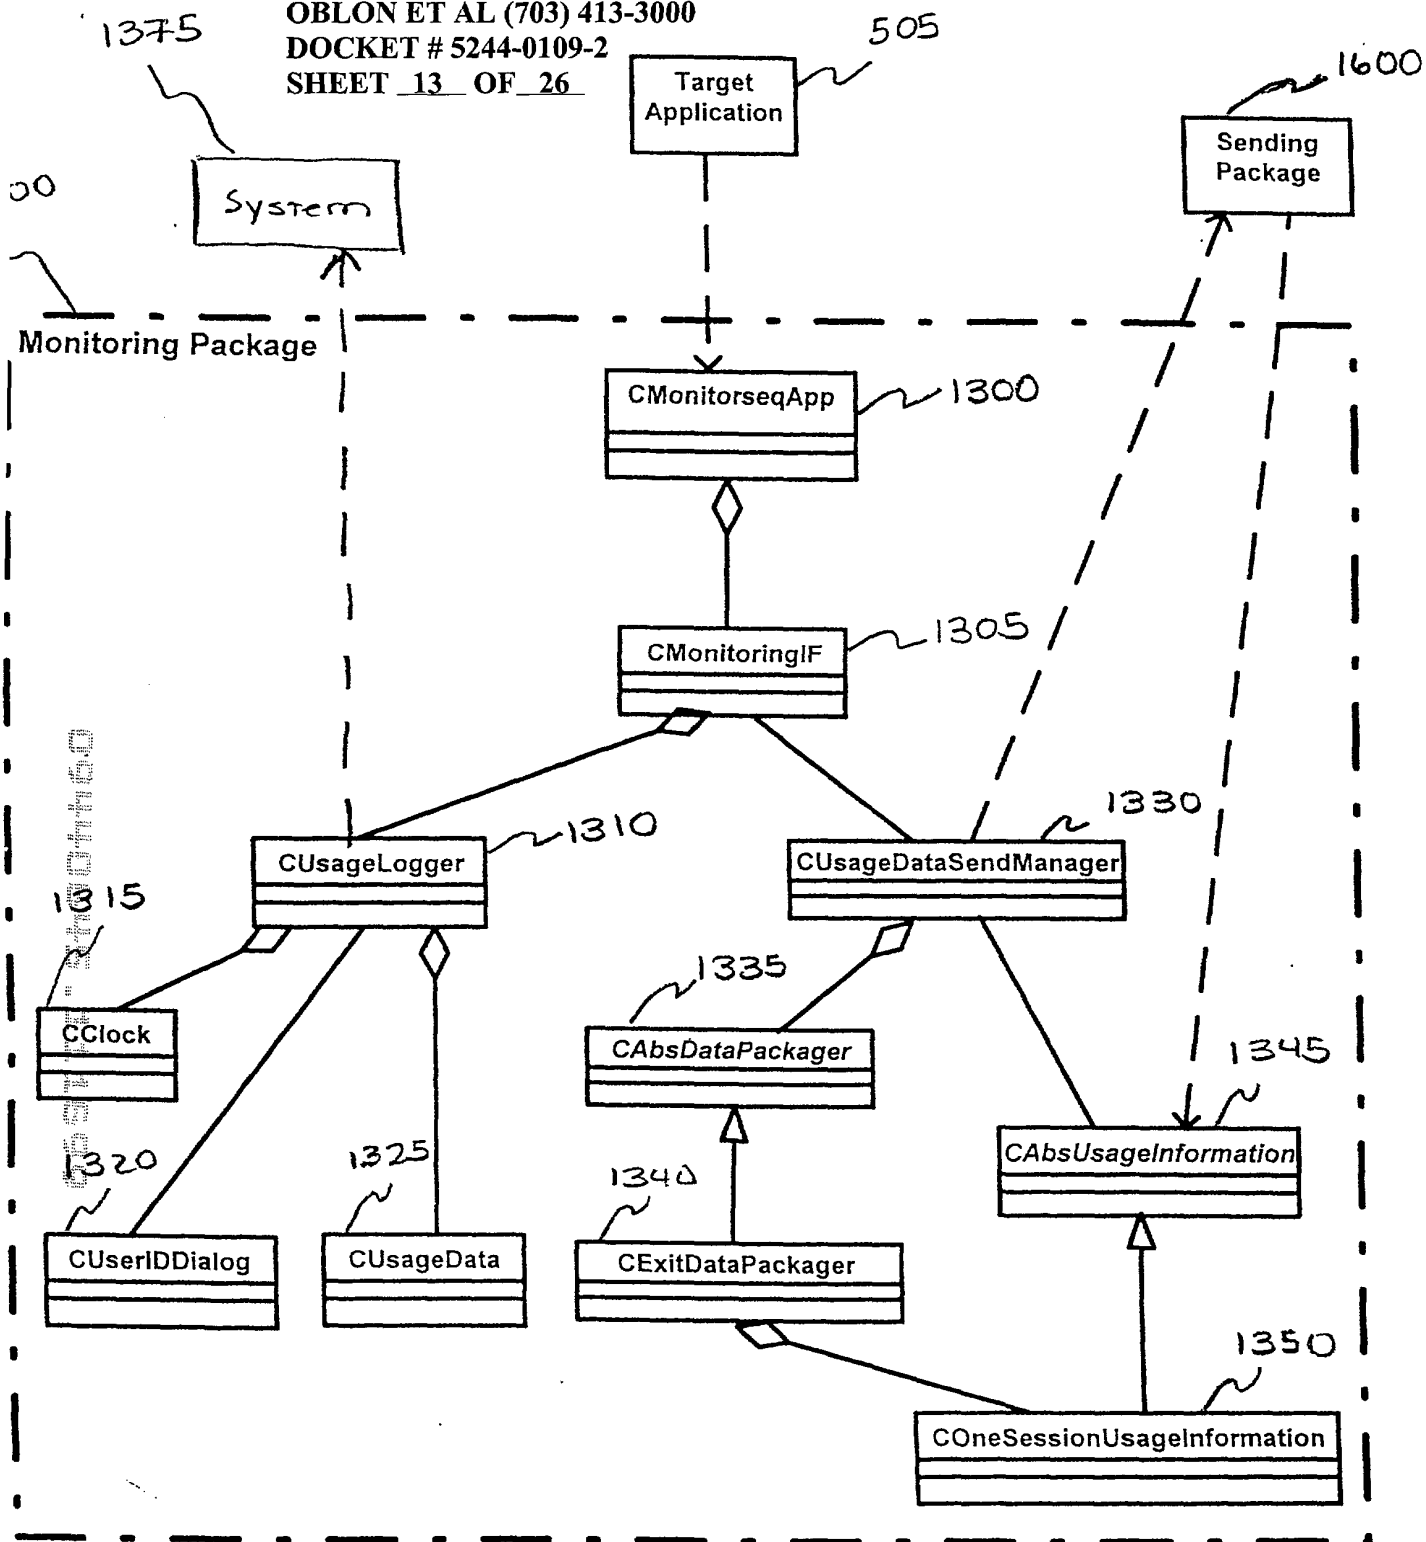 OBLON ET AL (703) 413-3000
1375
DOCKET # 5244-0109-2
SHEET 13 OF 26
505
1600
Target
Application
Sending
Package
System
00
Monitoring Package
CMonitorseqApp
1300
CMonitoringIF
1305
1330
1310
CUsageLogger
CUsageDataSendManager
1315
1335
CClock
CAbsDataPackager
1345
CAbsUsageInformation
1320
1325
1340
CUserIDDialog
CUsageData
CExitDataPackager
1350
COneSessionUsageInformation